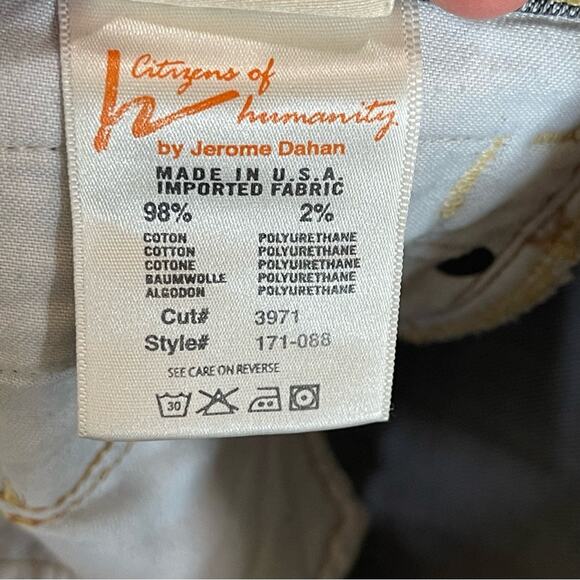 Citizens of
humanity
by Jerome Dahan
MADE IN U.S.A.
IMPORTED FABRIC
98% 2%
COTON POLYURETHANE
COTTON POLYURETHANE
COTONE POLYUIRETHANE
BAUMWOLLE POLYURETHANE
ALGODON POLYURETHANE
Cut# 3971
Style# 171-088
SEE CARE ON REVERSE
30